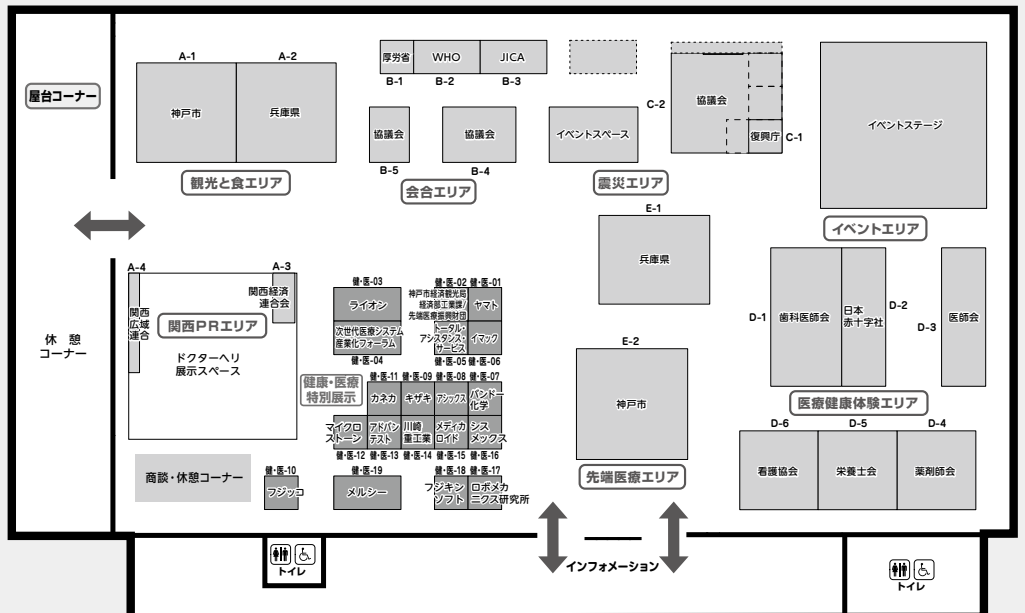 屋台コーナー
休 憩
コーナー
A-1
A-2
神戸市
兵庫県
観光と食エリア
厚労省
WHO
JICA
B-1
B-2
B-3
協議会
協議会
B-5
B-4
会合エリア
イベントスペース
震災エリア
C-2
協議会
復興庁
C-1
イベントステージ
イベントエリア
E-1
兵庫県
E-2
神戸市
先端医療エリア
D-1
歯科医師会
日本
赤十字社
D-2
D-3
医師会
医療健康体験エリア
D-6
D-5
D-4
看護協会
栄養士会
薬剤師会
A-4
A-3
関西
広域
連合
関西経済
連合会
関西PRエリア
ドクターヘリ
展示スペース
商談・休憩コーナー
健・医-03
健・医-02
健・医-01
ライオン
神戸市経済観光局
経済部工業課/
先端医療振興財団
ヤマト
次世代医療システム
産業化フォーラム
トータル・
アシスタンス・
サービス
イマック
健・医-04
健・医-05
健・医-06
健康・医療
特別展示
健・医-11
健・医-09
健・医-08
健・医-07
カネカ
キザキ
アシックス
バンドー
化学
マイクロ
ストーン
アドバン
テスト
川崎
重工業
メディカ
ロイド
シス
メックス
健・医-12
健・医-13
健・医-14
健・医-15
健・医-16
健・医-10
健・医-19
健・医-18
健・医-17
フジッコ
メルシー
フジキン
ソフト
ロボメカ
ニクス研究所
トイレ
インフォメーション
トイレ